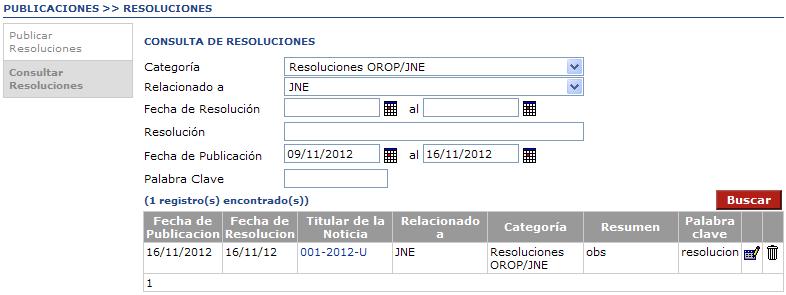 PUBLICACIONES >> RESOLUCIONES
Publicar
Resoluciones
Consultar
Resoluciones
CONSULTA DE RESOLUCIONES
Categoría Resoluciones OROP/JNE
Relacionado a JNE
Fecha de Resolución al
Resolución
Fecha de Publicación 09/11/2012 al 16/11/2012
Palabra Clave
(1 registro(s) encontrado(s)) Buscar
Fecha de Publicacion Fecha de Resolucion Titular de la Noticia Relacionado a Categoría Resumen Palabra clave
16/11/2012 16/11/12 001-2012-U JNE Resoluciones OROP/JNE obs resolucion
1